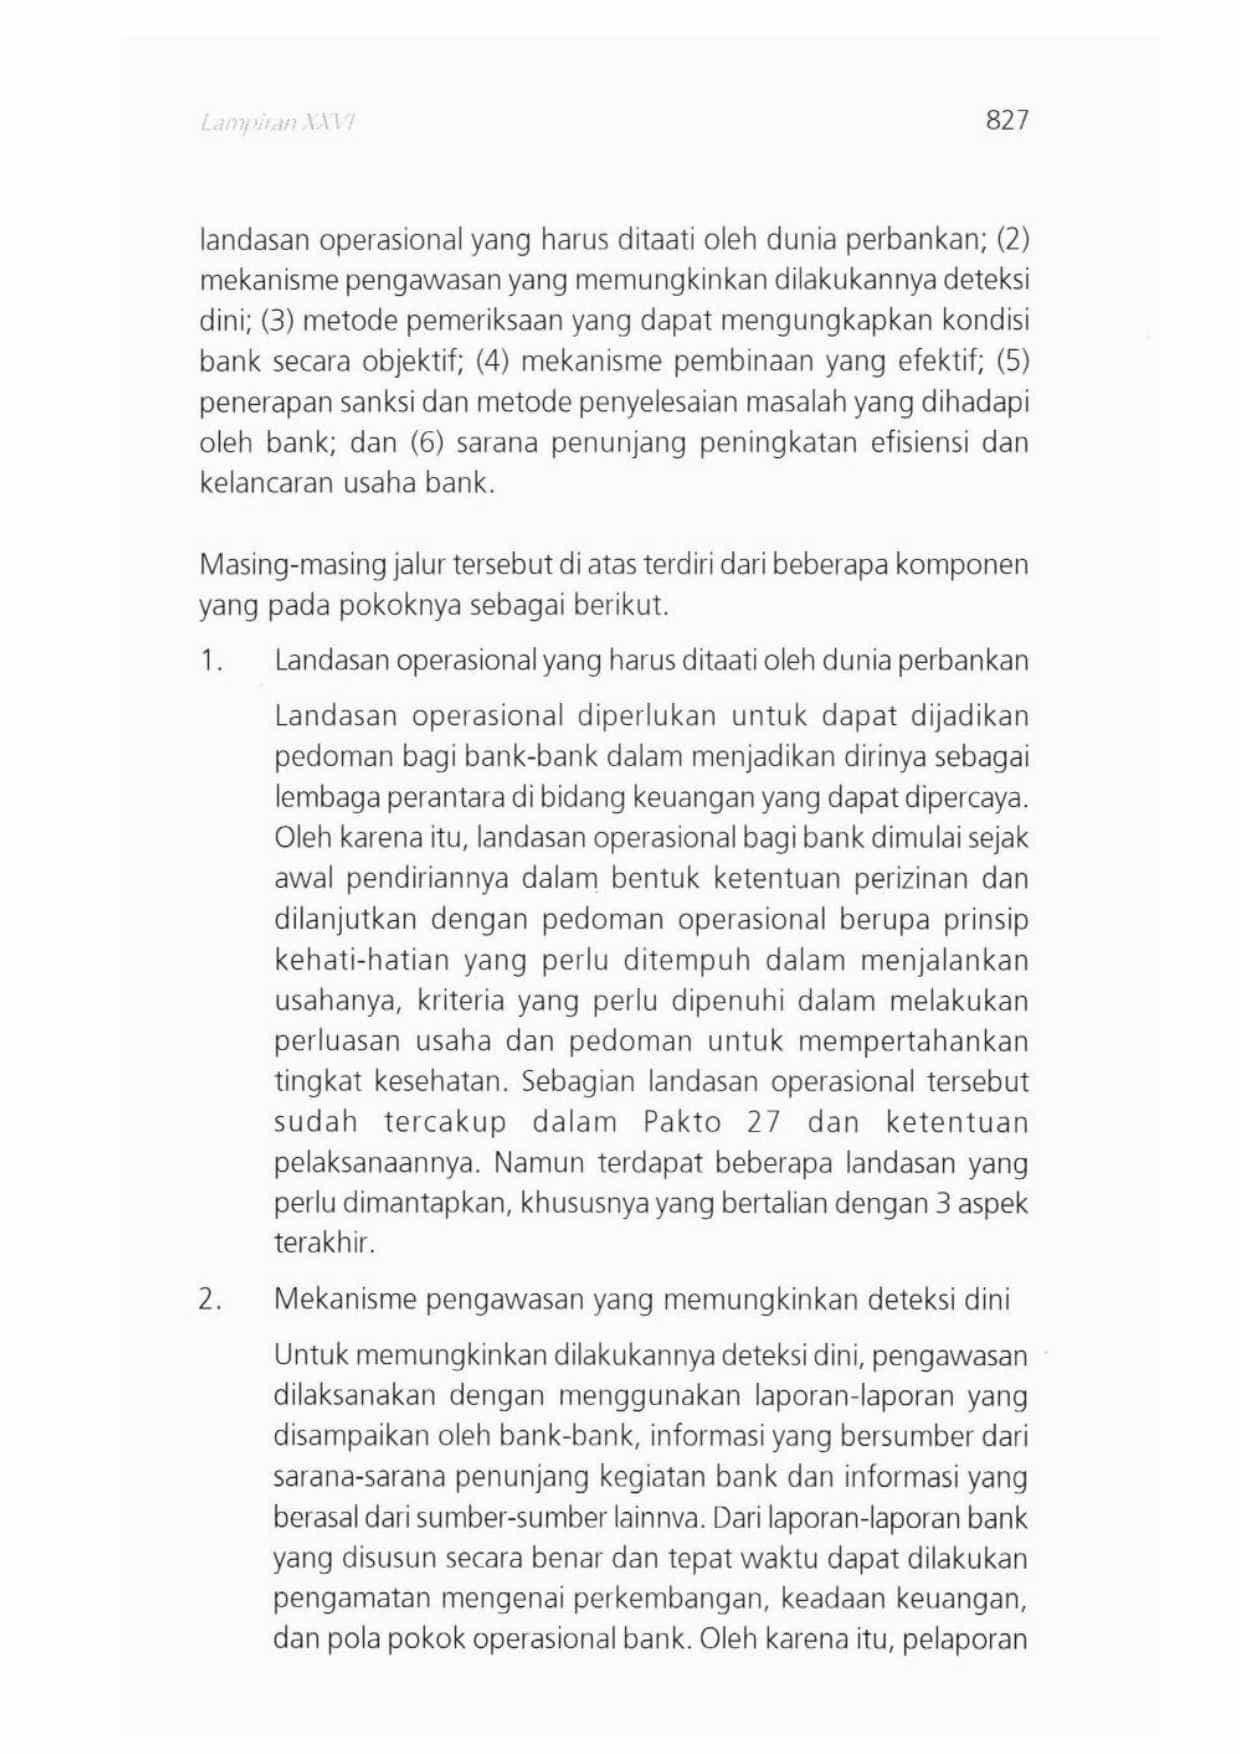 Lampiran XXVI
827
landasan operasional yang harus ditaati oleh dunia perbankan; (2)
mekanisme pengawasan yang memungkinkan dilakukannya deteksi
dini; (3) metode pemeriksaan yang dapat mengungkapkan kondisi
bank secara objektif; (4) mekanisme pembinaan yang efektif; (5)
penerapan sanksi dan metode penyelesaian masalah yang dihadapi
oleh bank; dan (6) sarana penunjang peningkatan efisiensi dan
kelancaran usaha bank.
Masing-masing jalur tersebut di atas terdiri dari beberapa komponen
yang pada pokoknya sebagai berikut.
1. Landasan operasional yang harus ditaati oleh dunia perbankan
Landasan operasional diperlukan untuk dapat dijadikan
pedoman bagi bank-bank dalam menjadikan dirinya sebagai
lembaga perantara di bidang keuangan yang dapat dipercaya.
Oleh karena itu, landasan operasional bagi bank dimulai sejak
awal pendiriannya dalam bentuk ketentuan perizinan dan
dilanjutkan dengan pedoman operasional berupa prinsip
kehati-hatian yang perlu ditempuh dalam menjalankan
usahanya, kriteria yang perlu dipenuhi dalam melakukan
perluasan usaha dan pedoman untuk mempertahankan
tingkat kesehatan. Sebagian landasan operasional tersebut
sudah tercakup dalam Pakto 27 dan ketentuan
pelaksanaannya. Namun terdapat beberapa landasan yang
perlu dimantapkan, khususnya yang bertalian dengan 3 aspek
terakhir.
2. Mekanisme pengawasan yang memungkinkan deteksi dini
Untuk memungkinkan dilakukannya deteksi dini, pengawasan
dilaksanakan dengan menggunakan laporan-laporan yang
disampaikan oleh bank-bank, informasi yang bersumber dari
sarana-sarana penunjang kegiatan bank dan informasi yang
berasal dari sumber-sumber lainnva. Dari laporan-laporan bank
yang disusun secara benar dan tepat waktu dapat dilakukan
pengamatan mengenai perkembangan, keadaan keuangan,
dan pola pokok operasional bank. Oleh karena itu, pelaporan